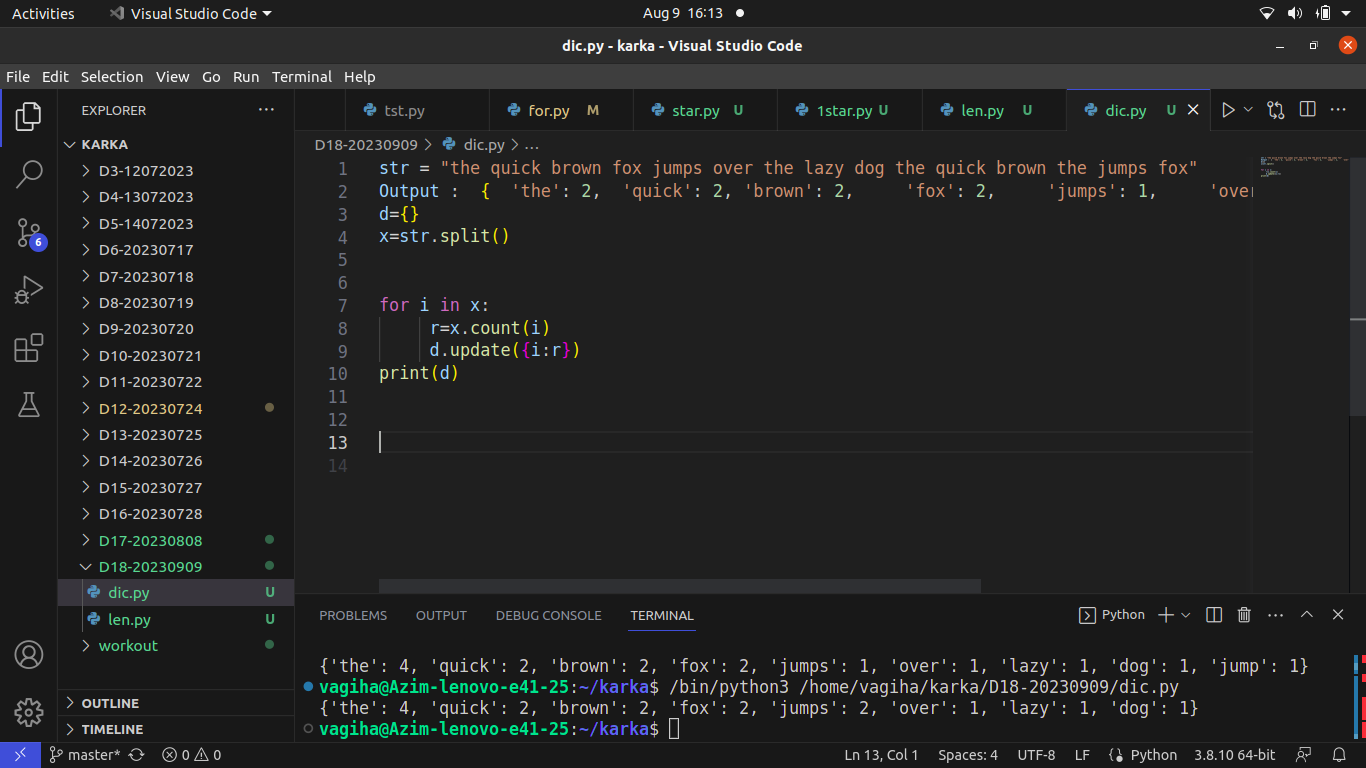 Activities Visual Studio Code Aug 9 16:13
dic.py - karka - Visual Studio Code
File Edit Selection View Go Run Terminal Help
EXPLORER
KARKA
D3-12072023
D4-13072023
D5-14072023
D6-20230717
D7-20230718
D8-20230719
D9-20230720
D10-20230721
D11-20230722
D12-20230724
D13-20230725
D14-20230726
D15-20230727
D16-20230728
D17-20230808
D18-20230909
dic.py U
len.py U
workout
OUTLINE
TIMELINE
6
tst.py for.py M star.py U 1star.py U len.py U dic.py U
D18-20230909 > dic.py > ...
1 str = "the quick brown fox jumps over the lazy dog the quick brown the jumps fox"
2 Output : { 'the': 2, 'quick': 2, 'brown': 2, 'fox': 2, 'jumps': 1, 'over
3 d={}
4 x=str.split()
5
6
7 for i in x:
8 r=x.count(i)
9 d.update({i:r})
10 print(d)
11
12
13
14
PROBLEMS OUTPUT DEBUG CONSOLE TERMINAL Python
{'the': 4, 'quick': 2, 'brown': 2, 'fox': 2, 'jumps': 1, 'over': 1, 'lazy': 1, 'dog': 1, 'jump': 1}
vagiha@Azim-lenovo-e41-25:~/karka$ /bin/python3 /home/vagiha/karka/D18-20230909/dic.py
{'the': 4, 'quick': 2, 'brown': 2, 'fox': 2, 'jumps': 2, 'over': 1, 'lazy': 1, 'dog': 1}
vagiha@Azim-lenovo-e41-25:~/karka$
master* 0 0 Ln 13, Col 1 Spaces: 4 UTF-8 LF Python 3.8.10 64-bit